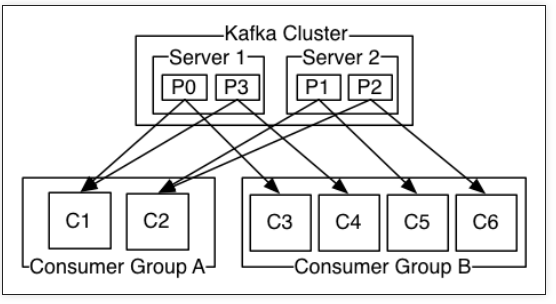 Kafka Cluster
Server 1 Server 2
P0 P3 P1 P2
C1 C2 C3 C4 C5 C6
Consumer Group A Consumer Group B